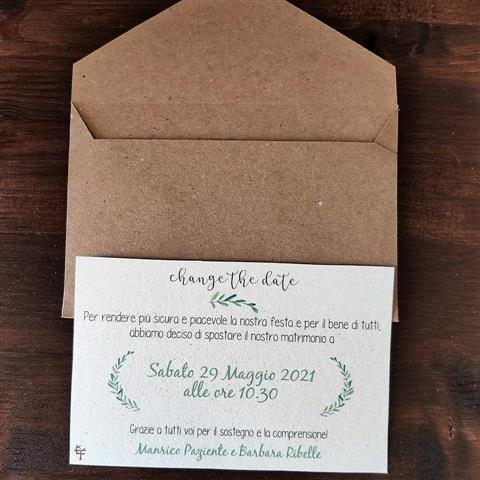 change the date
Per rendere più sicura e piacevole la nostra festa e per il bene di tutti,
abbiamo deciso di spostare il nostro matrimonio a
Sabato 29 Maggio 2021
alle ore 10.30
Grazie a tutti voi per il sostegno e la comprensione!
Manrico Paziente e Barbara Ribelle